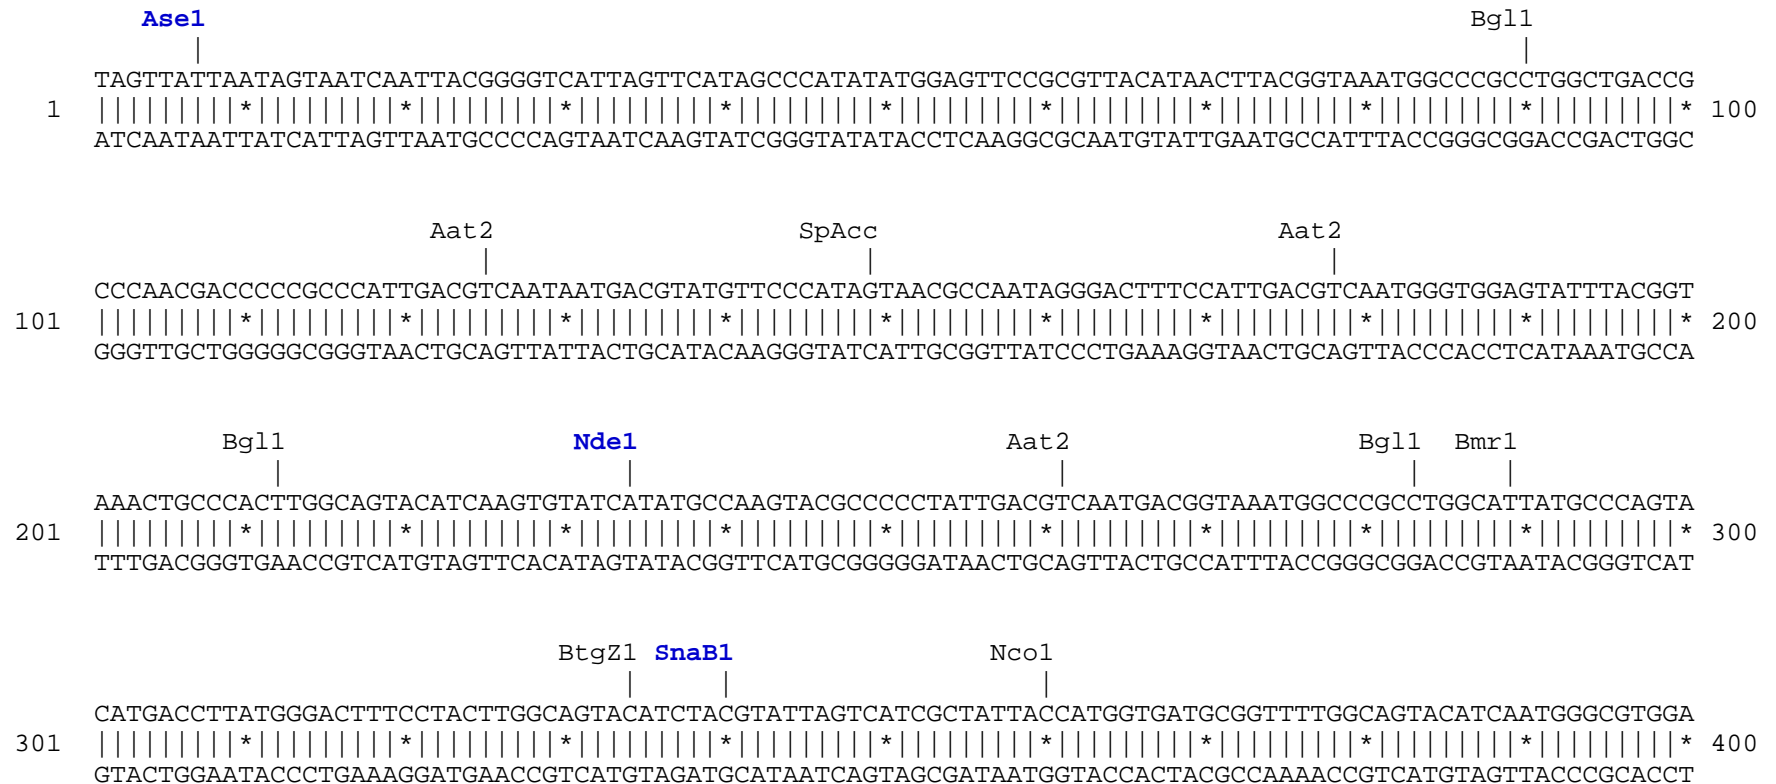 Ase1 Bgl1
| |
TAGTTATTAATAGTAATCAATTACGGGGTCATTAGTTCATAGCCCATATATGGAGTTCCGCGTTACATAACTTACGGTAAATGGCCCGCCTGGCTGACCG
1 |||||||||*|||||||||*|||||||||*|||||||||*|||||||||*|||||||||*|||||||||*|||||||||*|||||||||*|||||||||* 100
ATCAATAATTATCATTAGTTAATGCCCCAGTAATCAAGTATCGGGTATATACCTCAAGGCGCAATGTATTGAATGCCATTTACCGGGCGGACCGACTGGC
Aat2 SpAcc Aat2
| | |
CCCAACGACCCCCGCCCATTGACGTCAATAATGACGTATGTTCCCATAGTAACGCCAATAGGGACTTTCCATTGACGTCAATGGGTGGAGTATTTACGGT
101 |||||||||*|||||||||*|||||||||*|||||||||*|||||||||*|||||||||*|||||||||*|||||||||*|||||||||*|||||||||* 200
GGGTTGCTGGGGGCGGGTAACTGCAGTTATTACTGCATACAAGGGTATCATTGCGGTTATCCCTGAAAGGTAACTGCAGTTACCCACCTCATAAATGCCA
Bgl1 Nde1 Aat2 Bgl1 Bmr1
| | | | |
AAACTGCCCACTTGGCAGTACATCAAGTGTATCATATGCCAAGTACGCCCCCTATTGACGTCAATGACGGTAAATGGCCCGCCTGGCATTATGCCCAGTA
201 |||||||||*|||||||||*|||||||||*|||||||||*|||||||||*|||||||||*|||||||||*|||||||||*|||||||||*|||||||||* 300
TTTGACGGGTGAACCGTCATGTAGTTCACATAGTATACGGTTCATGCGGGGGATAACTGCAGTTACTGCCATTTACCGGGCGGACCGTAATACGGGTCAT
BtgZ1 SnaB1 Nco1
| | |
CATGACCTTATGGGACTTTCCTACTTGGCAGTACATCTACGTATTAGTCATCGCTATTACCATGGTGATGCGGTTTTGGCAGTACATCAATGGGCGTGGA
301 |||||||||*|||||||||*|||||||||*|||||||||*|||||||||*|||||||||*|||||||||*|||||||||*|||||||||*|||||||||* 400
GTACTGGAATACCCTGAAAGGATGAACCGTCATGTAGATGCATAATCAGTAGCGATAATGGTACCACTACGCCAAAACCGTCATGTAGTTACCCGCACCT